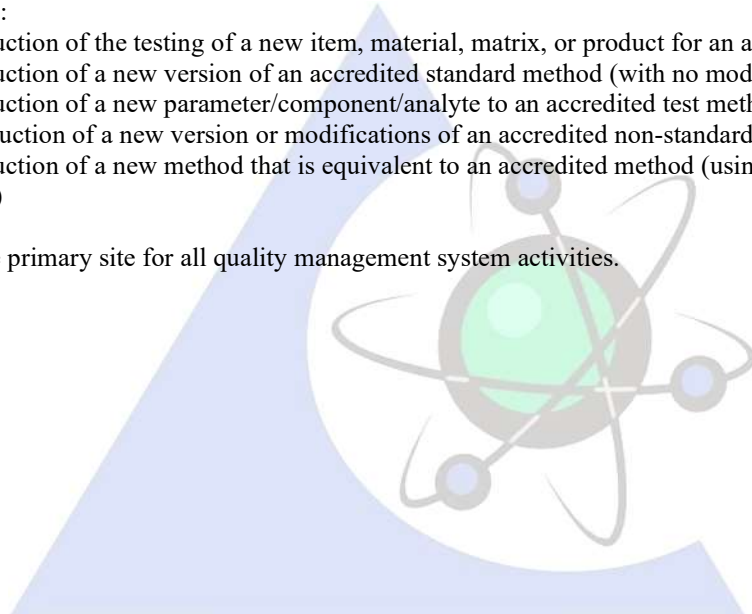 :
uction of the testing of a new item, material, matrix, or product for an a
uction of a new version of an accredited standard method (with no mod
uction of a new parameter/component/analyte to an accredited test meth
uction of a new version or modifications of an accredited non-standard
uction of a new method that is equivalent to an accredited method (usin
)
primary site for all quality management system activities.